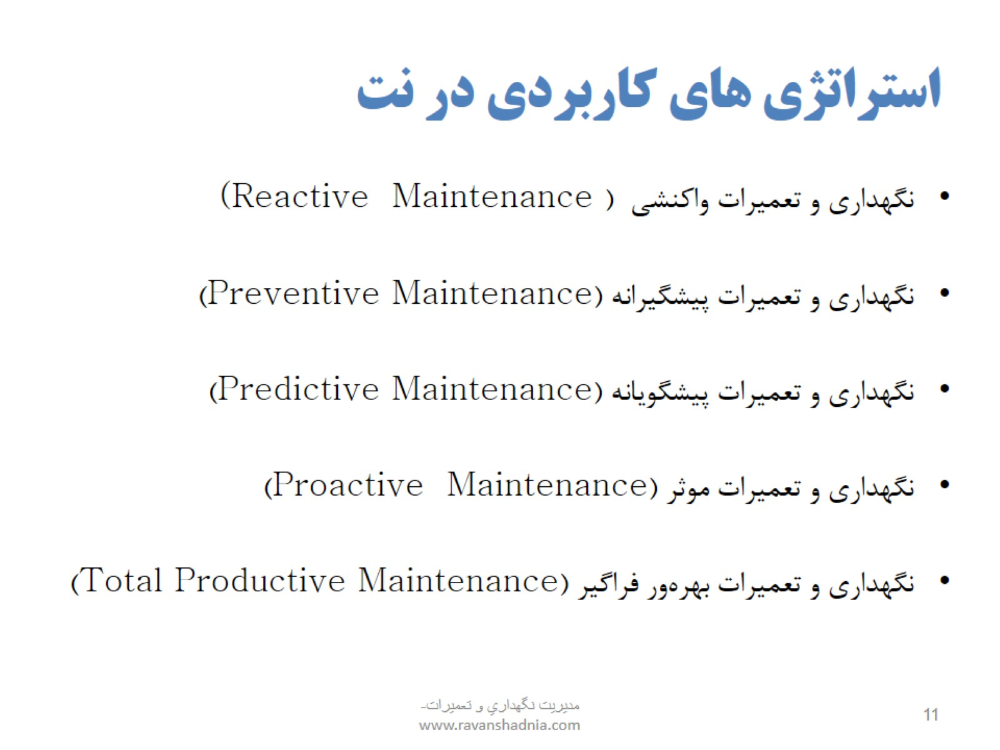 استراتژی های کاربردی در نت
• نگهداری و تعمیرات واکنشی ( Reactive Maintenance)
• نگهداری و تعمیرات پیشگیرانه (Preventive Maintenance)
• نگهداری و تعمیرات پیشگویانه (Predictive Maintenance)
• نگهداری و تعمیرات موثر (Proactive Maintenance)
• نگهداری و تعمیرات بهره‌ور فراگیر (Total Productive Maintenance)
مدیریت نگهداري و تعمیرات-
www.ravanshadnia.com
11